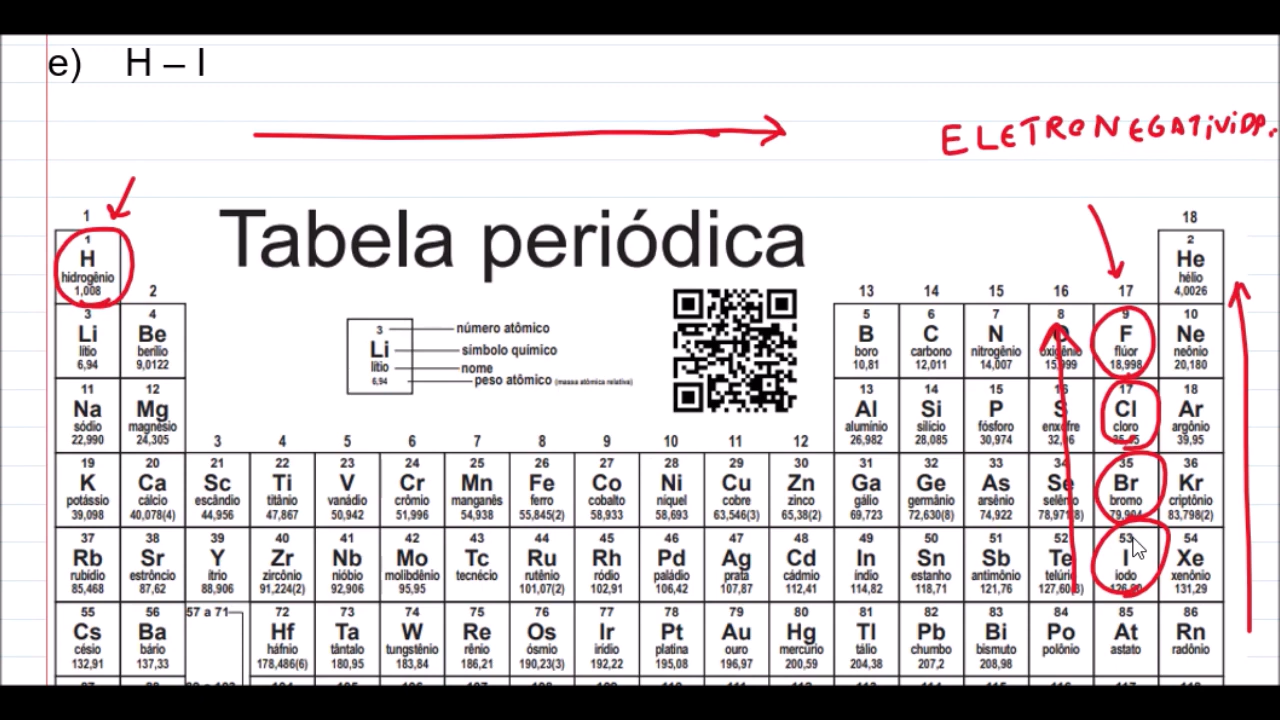 e) H – I
ELETRONEGATIVIDA.
1 18
Tabela periódica
1 2
H He
hidrogênio hélio
1,008 4,0026
2 13 14 15 16 17
3 4 5 6 7 8 9 10
Li Be B C N O F Ne
lítio berílio boro carbono nitrogênio oxigênio flúor neônio
6,94 9,0122 10,81 12,011 14,007 15,999 18,998 20,180
3 número atômico
Li símbolo químico
lítio nome
6,94 peso atômico (massa atômica relativa)
11 12 13 14 15 16 17 18
Na Mg Al Si P S Cl Ar
sódio magnésio alumínio silício fósforo enxofre cloro argônio
22,990 24,305 26,982 28,085 30,974 32,06 35,45 39,95
3 4 5 6 7 8 9 10 11 12
19 20 21 22 23 24 25 26 27 28 29 30 31 32 33 34 35 36
K Ca Sc Ti V Cr Mn Fe Co Ni Cu Zn Ga Ge As Se Br Kr
potássio cálcio escândio titânio vanádio crômio manganês ferro cobalto níquel cobre zinco gálio germânio arsênio selênio bromo criptônio
39,098 40,078(4) 44,956 47,867 50,942 51,996 54,938 55,845(2) 58,933 58,693 63,546(3) 65,38(2) 69,723 72,630(8) 74,922 78,971(8) 79,904 83,798(2)
37 38 39 40 41 42 43 44 45 46 47 48 49 50 51 52 53 54
Rb Sr Y Zr Nb Mo Tc Ru Rh Pd Ag Cd In Sn Sb Te I Xe
rubídio estrôncio ítrio zircônio nióbio molibdênio tecnécio rutênio ródio paládio prata cádmio índio estanho antimônio telúrio iodo xenônio
85,468 87,62 88,906 91,224(2) 92,906 95,95 101,07(2) 102,91 106,42 107,87 112,41 114,82 118,71 121,76 127,60(3) 126,90 131,29
55 56 57 a 71 72 73 74 75 76 77 78 79 80 81 82 83 84 85 86
Cs Ba Hf Ta W Re Os Ir Pt Au Hg Tl Pb Bi Po At Rn
césio bário háfnio tântalo tungstênio rênio ósmio irídio platina ouro mercúrio tálio chumbo bismuto polônio astato radônio
132,91 137,33 178,486(6) 180,95 183,84 186,21 190,23(3) 192,22 195,08 196,97 200,59 204,38 207,2 208,98